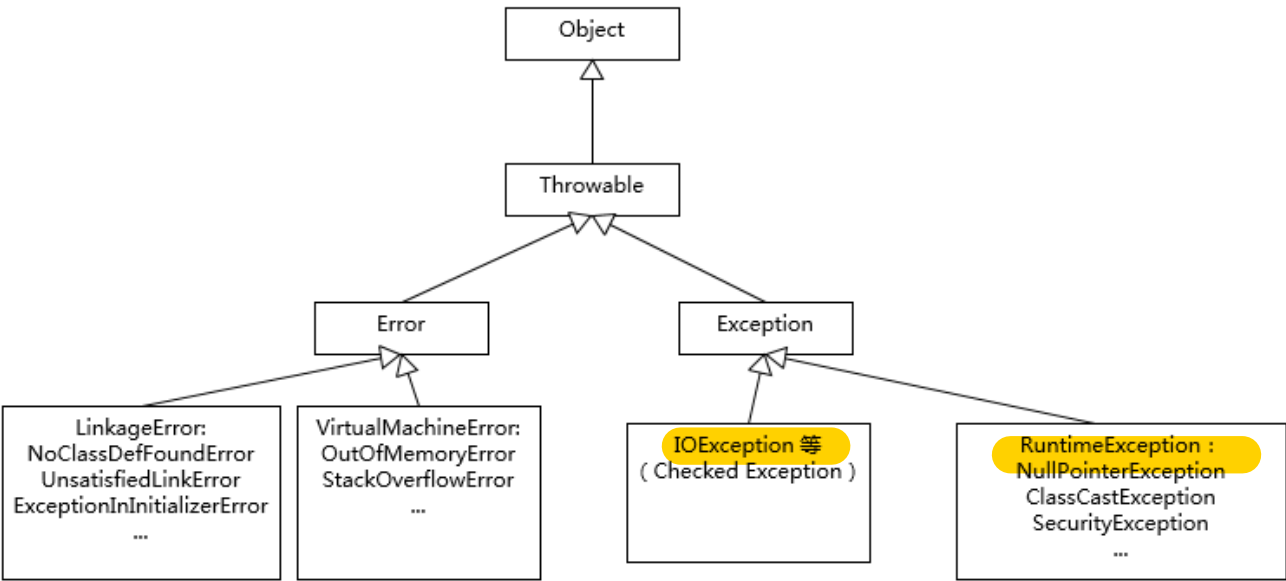 Object
Throwable
Error
Exception
LinkageError:
NoClassDefFoundError
UnsatisfiedLinkError
ExceptionInInitializerError
...
VirtualMachineError:
OutOfMemoryError
StackOverflowError
...
IOException 等
（Checked Exception）
RuntimeException：
NullPointerException
ClassCastException
SecurityException
...